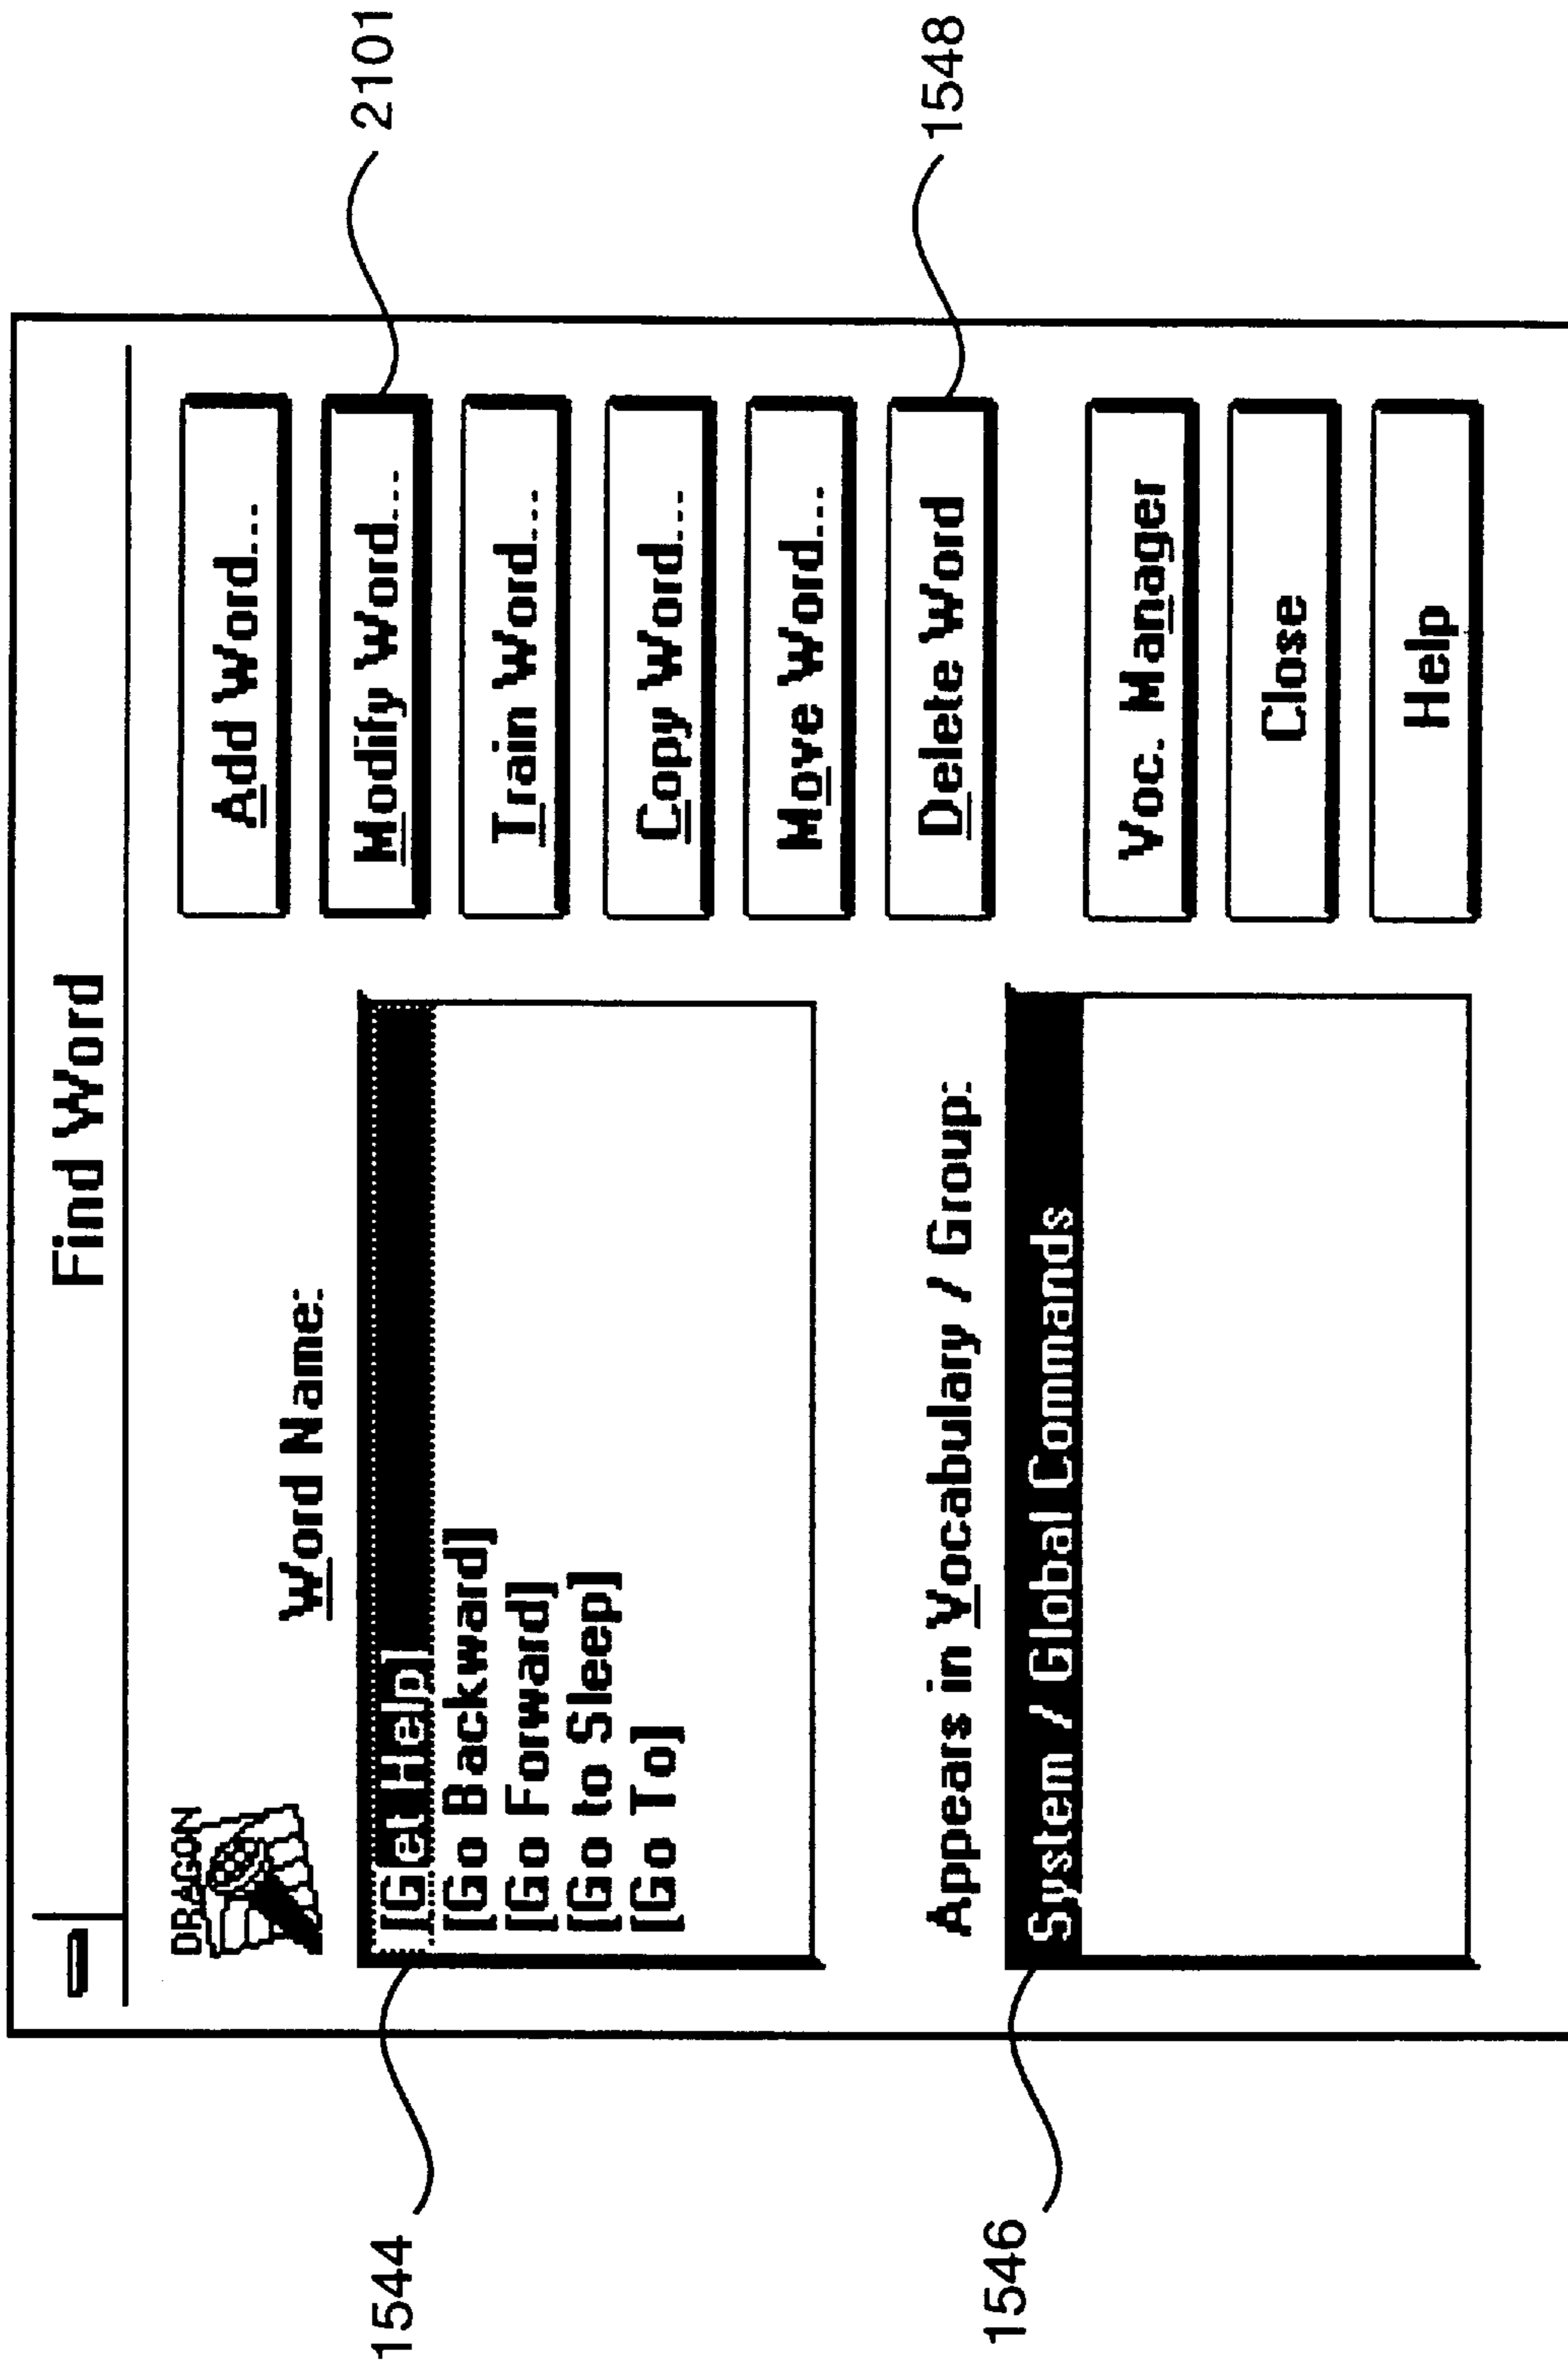 Find Word
DRAGON
Word Name:
[Get Help]
[Go Backward]
[Go Forward]
[Go to Sleep]
[Go To]
Appears in Vocabulary / Group:
System / Global Commands
Add Word...
Modify Word...
Train Word...
Copy Word...
Move Word...
Delete Word
Voc. Manager
Close
Help
1544
1546
2101
1548